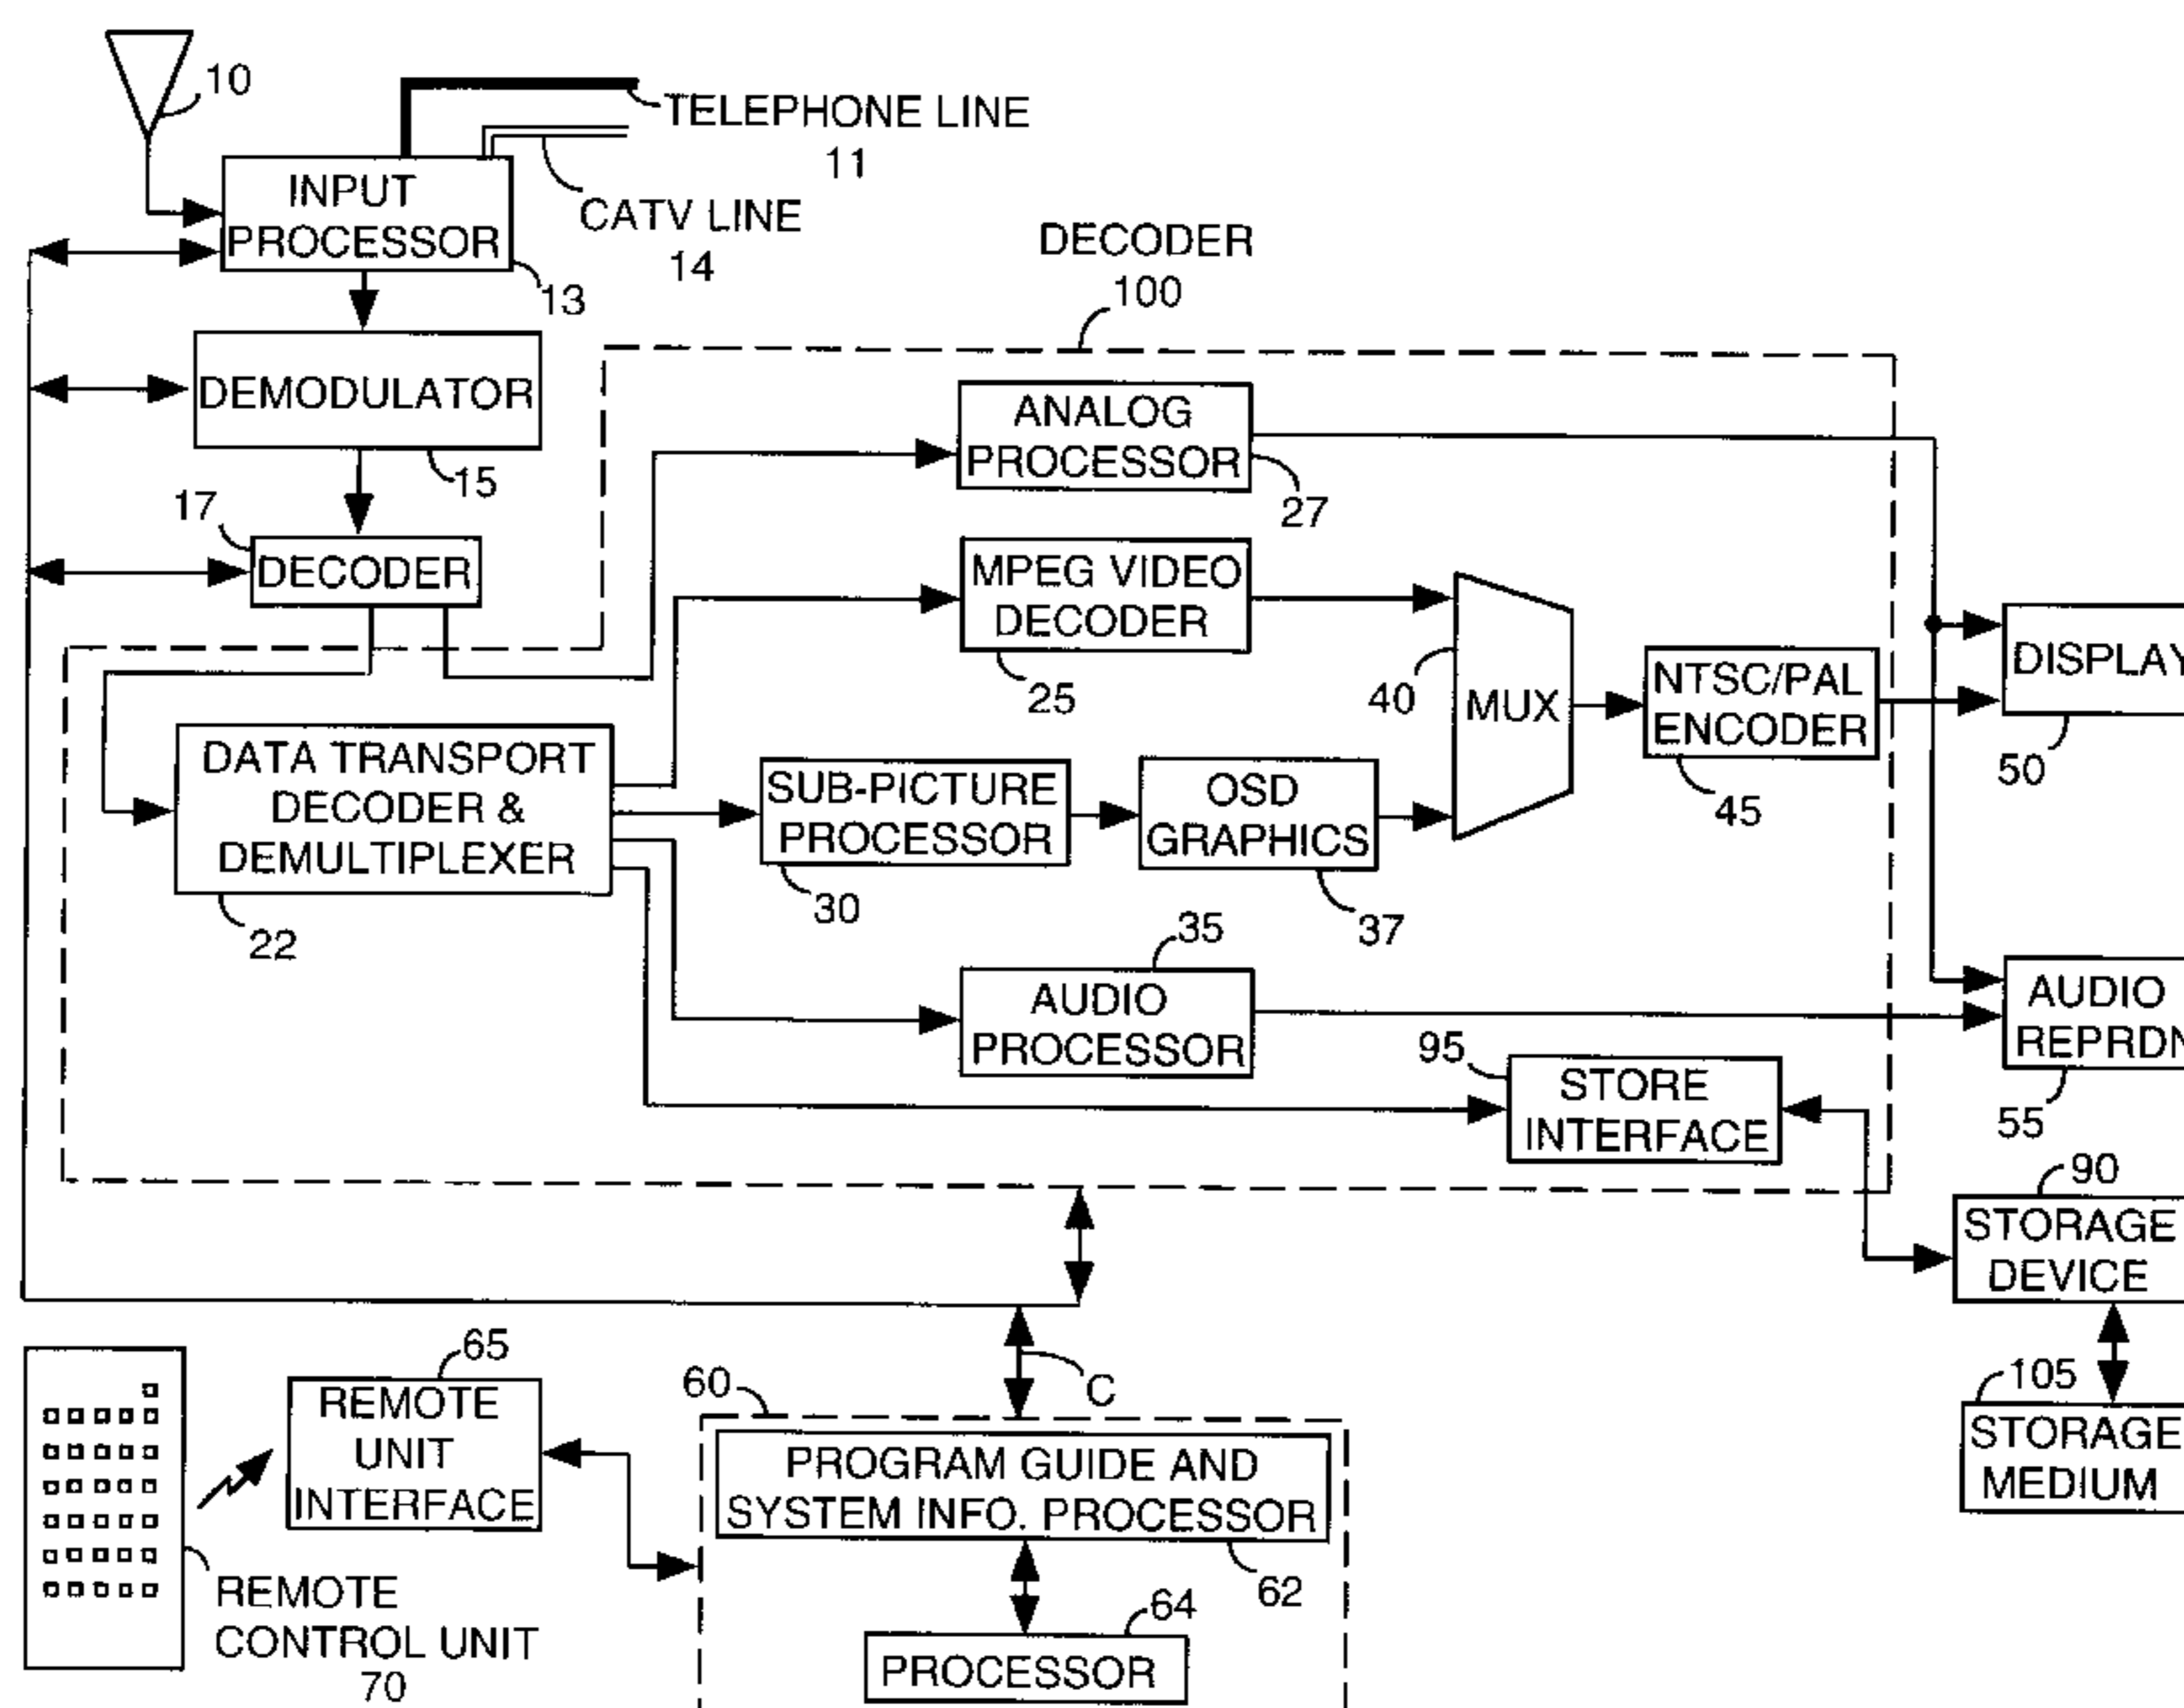 10
TELEPHONE LINE
11
INPUT
PROCESSOR
13
CATV LINE
14
DECODER
100
DEMODULATOR
15
ANALOG
PROCESSOR
27
17
DECODER
MPEG VIDEO
DECODER
25
40
MUX
NTSC/PAL
ENCODER
45
DISPLAY
50
DATA TRANSPORT
DECODER &
DEMULTIPLEXER
22
SUB-PICTURE
PROCESSOR
30
OSD
GRAPHICS
37
35
AUDIO
PROCESSOR
AUDIO
REPRDN
55
95
STORE
INTERFACE
90
STORAGE
DEVICE
105
STORAGE
MEDIUM
65
REMOTE
UNIT
INTERFACE
C
60
PROGRAM GUIDE AND
SYSTEM INFO. PROCESSOR
62
64
PROCESSOR
REMOTE
CONTROL UNIT
70